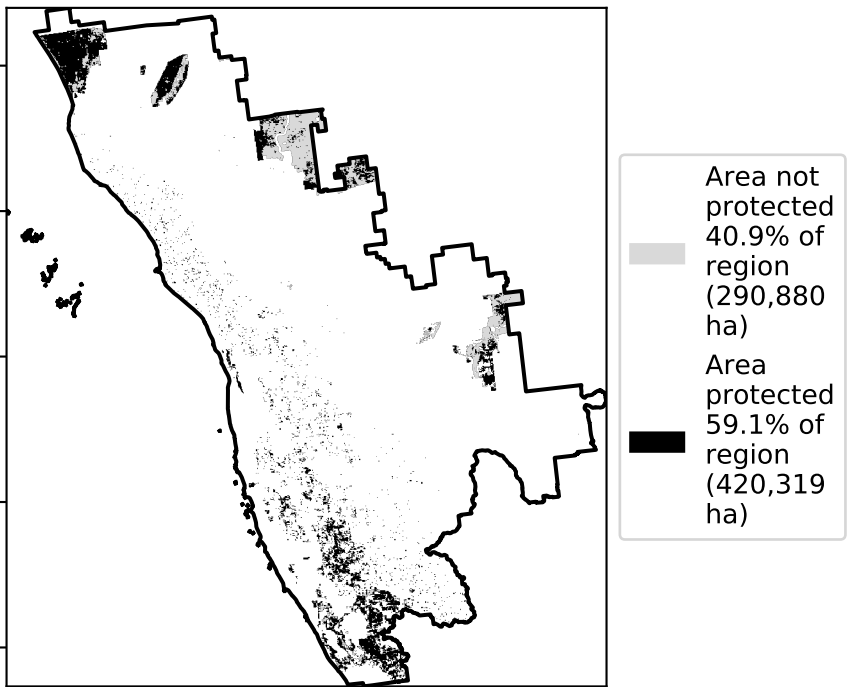 Area not
protected
40.9% of
region
(290,880
ha)
Area
protected
59.1% of
region
(420,319
ha)